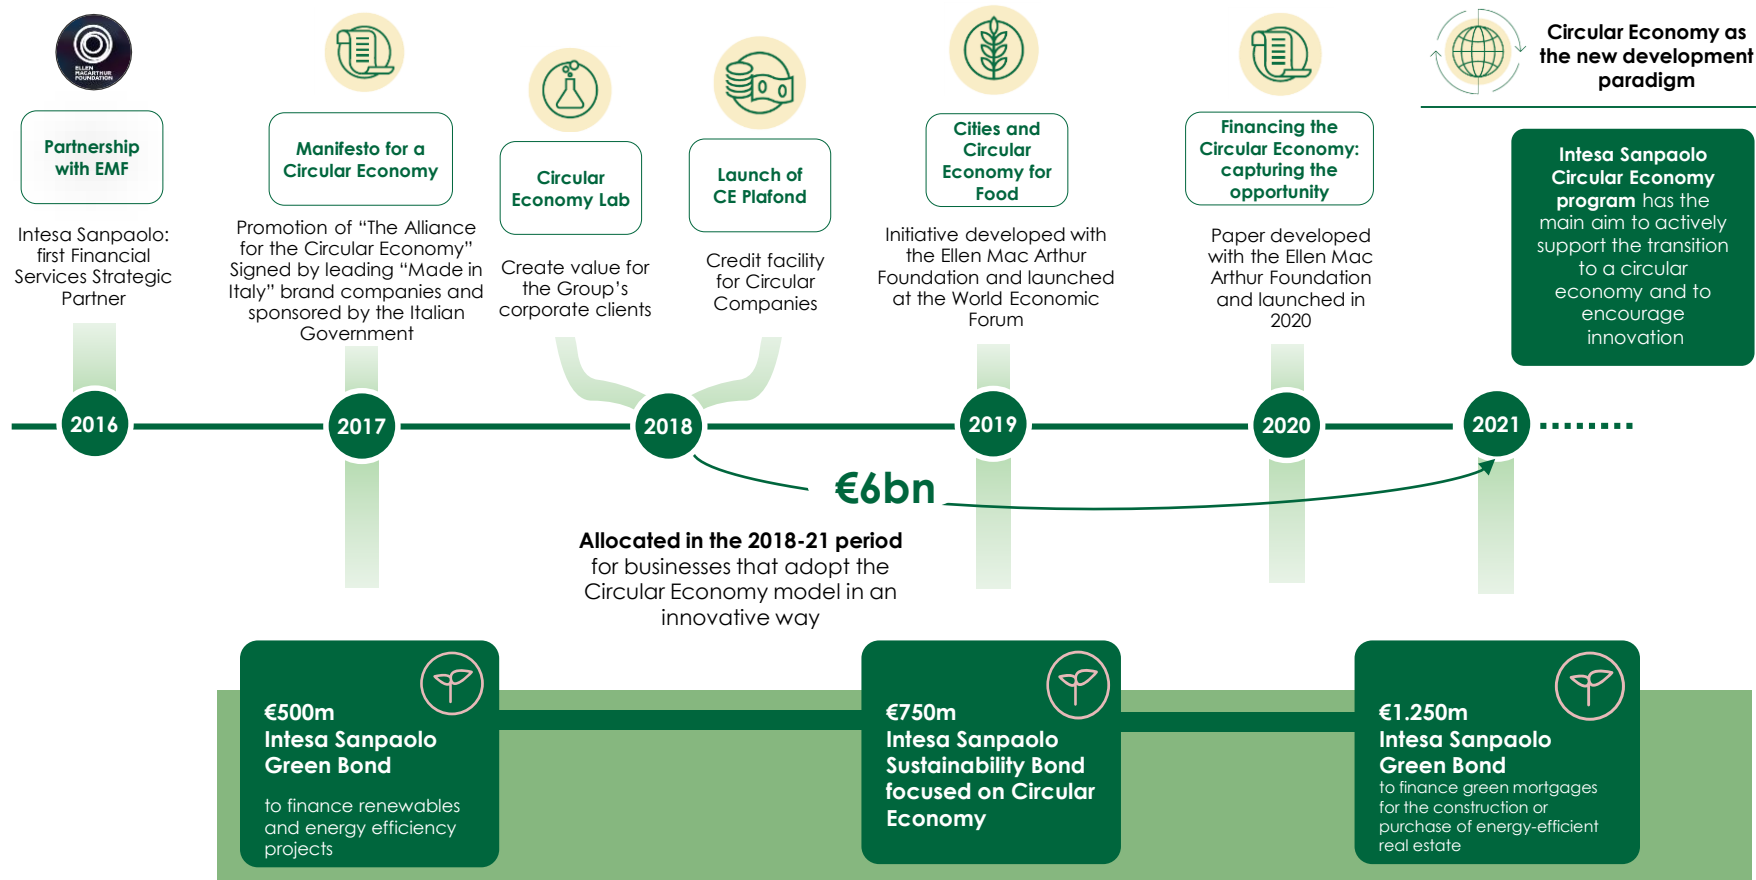 ELLEN
MACARTHUR
FOUNDATION
Partnership
with EMF
Intesa Sanpaolo:
first Financial
Services Strategic
Partner
Manifesto for a
Circular Economy
Promotion of “The Alliance
for the Circular Economy”
Signed by leading “Made in
Italy” brand companies and
sponsored by the Italian
Government
Circular
Economy Lab
Create value for
the Group’s
corporate clients
Launch of
CE Plafond
Credit facility
for Circular
Companies
Cities and
Circular
Economy for
Food
Initiative developed with
the Ellen Mac Arthur
Foundation and launched
at the World Economic
Forum
Financing the
Circular Economy:
capturing the
opportunity
Paper developed
with the Ellen Mac
Arthur Foundation
and launched in
2020
Circular Economy as
the new development
paradigm
Intesa Sanpaolo
Circular Economy
program has the
main aim to actively
support the transition
to a circular
economy and to
encourage
innovation
2016
2017
2018
2019
2020
2021
€6bn
Allocated in the 2018-21 period
for businesses that adopt the
Circular Economy model in an
innovative way
€500m
Intesa Sanpaolo
Green Bond
to finance renewables
and energy efficiency
projects
€750m
Intesa Sanpaolo
Sustainability Bond
focused on Circular
Economy
€1.250m
Intesa Sanpaolo
Green Bond
to finance green mortgages
for the construction or
purchase of energy-efficient
real estate